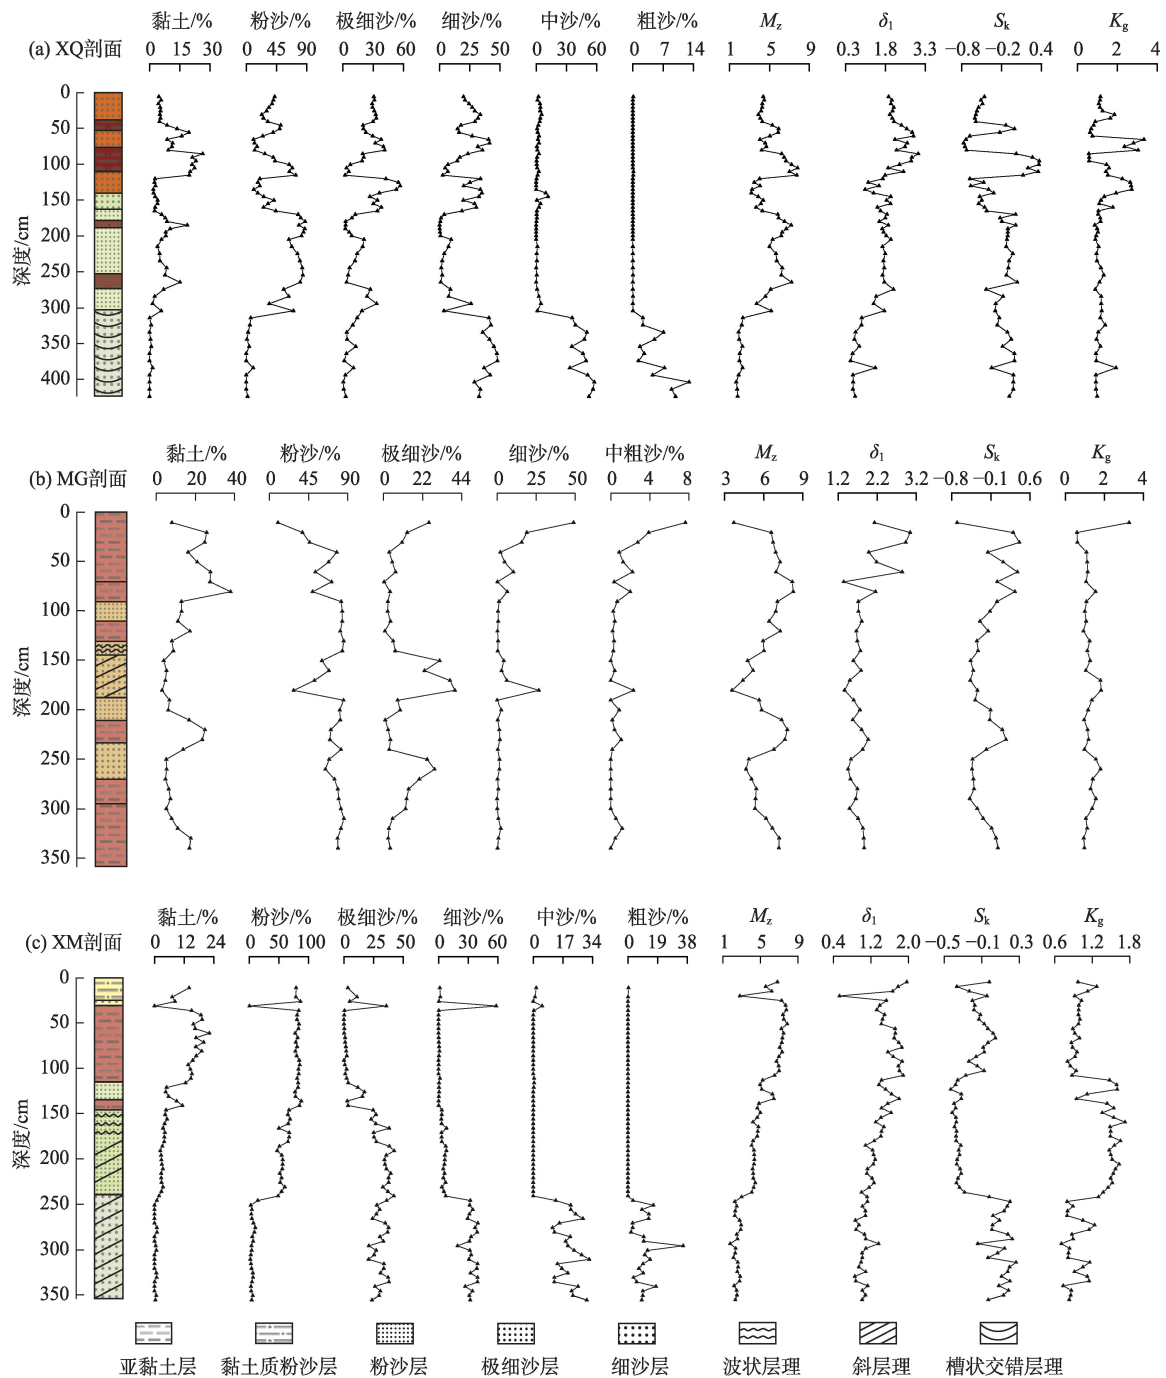 黏土/% 粉沙/% 极细沙/% 细沙/% 中沙/% 粗沙/% Mz δ1 Sk Kg
(a) XQ剖面 0 15 30 0 45 90 0 30 60 0 25 50 0 30 60 0 7 14 1 5 9 0.3 1.8 3.3 −0.8 −0.2 0.4 0 2 4
0
50
100
150
200
250
300
350
400
深度/cm
黏土/% 粉沙/% 极细沙/% 细沙/% 中粗沙/% Mz δ1 Sk Kg
(b) MG剖面 0 20 40 0 45 90 0 22 44 0 25 50 0 4 8 3 6 9 1.2 2.2 3.2 −0.8 −0.1 0.6 0 2 4
0
50
100
150
200
250
300
350
深度/cm
黏土/% 粉沙/% 极细沙/% 细沙/% 中沙/% 粗沙/% Mz δ1 Sk Kg
(c) XM剖面 0 12 24 0 50 100 0 25 50 0 30 60 0 17 34 0 19 38 1 5 9 0.4 1.2 2.0 −0.5 −0.1 0.3 0.6 1.2 1.8
0
50
100
150
200
250
300
350
深度/cm
亚黏土层 黏土质粉沙层 粉沙层 极细沙层 细沙层 波状层理 斜层理 槽状交错层理